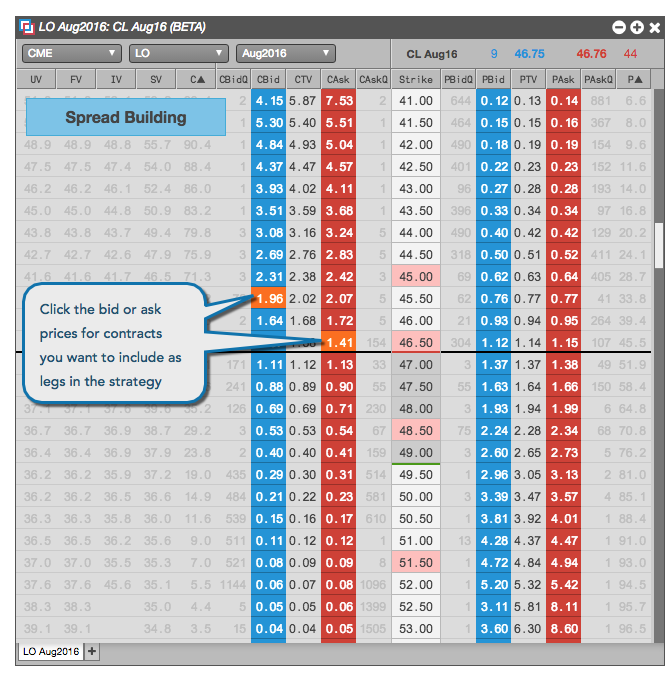 LO Aug2016: CL Aug16 (BETA)
CME LO Aug2016 CL Aug16 9 46.75 46.76 44
UV FV IV SV C▲ CBidQ CBid CTV CAsk CAskQ Strike PBidQ PBid PTV PAsk PAskQ P▲
2 4.15 5.87 7.53 2 41.00 644 0.12 0.13 0.14 881 6.6
Spread Building
1 5.30 5.40 5.51 1 41.50 464 0.15 0.15 0.16 367 8.0
48.9 48.9 48.8 55.7 90.4 1 4.84 4.93 5.04 1 42.00 490 0.18 0.19 0.19 154 9.6
47.5 47.5 47.4 54.0 88.4 1 4.37 4.47 4.57 1 42.50 401 0.22 0.23 0.23 152 11.6
46.2 46.2 46.1 52.4 86.0 1 3.93 4.02 4.11 1 43.00 96 0.27 0.28 0.28 193 14.0
45.0 45.0 44.8 50.9 83.2 1 3.51 3.59 3.68 1 43.50 396 0.33 0.34 0.34 97 16.8
43.8 43.8 43.7 49.4 79.8 3 3.08 3.16 3.24 5 44.00 490 0.40 0.42 0.42 129 20.2
42.7 42.7 42.6 47.9 75.9 3 2.69 2.76 2.83 5 44.50 318 0.50 0.51 0.52 411 24.1
41.6 41.6 41.7 46.5 71.3 3 2.31 2.38 2.42 3 45.00 69 0.62 0.63 0.64 405 28.7
1.96 2.02 2.07 5 45.50 62 0.76 0.77 0.77 41 33.8
2 1.64 1.68 1.72 5 46.00 21 0.93 0.94 0.95 264 39.4
1.41 154 46.50 304 1.12 1.14 1.15 107 45.5
Click the bid or ask
prices for contracts
you want to include as
legs in the strategy
171 1.11 1.12 1.13 33 47.00 3 1.37 1.37 1.38 49 51.9
241 0.88 0.89 0.90 55 47.50 55 1.63 1.64 1.66 150 58.4
126 0.69 0.69 0.71 230 48.00 3 1.93 1.94 1.99 6 64.8
36.7 36.7 36.9 38.7 29.2 3 0.53 0.53 0.54 67 48.50 75 2.24 2.28 2.34 68 70.8
36.4 36.4 36.9 37.9 23.8 2 0.40 0.40 0.41 159 49.00 3 2.60 2.65 2.73 5 76.2
36.2 36.2 35.9 37.2 19.0 435 0.29 0.30 0.31 514 49.50 1 2.96 3.05 3.13 2 81.0
36.2 36.2 36.5 36.6 14.9 484 0.21 0.22 0.23 581 50.00 3 3.39 3.47 3.57 4 85.1
36.3 36.3 35.8 36.0 11.6 539 0.15 0.16 0.17 610 50.50 1 3.81 3.92 4.01 1 88.4
36.5 36.5 36.2 35.6 9.0 511 0.11 0.12 0.12 1 51.00 13 4.28 4.37 4.47 1 91.0
37.0 37.0 35.5 35.3 7.0 521 0.08 0.09 0.09 8 51.50 1 4.72 4.84 4.94 1 93.0
37.6 37.6 45.6 35.1 5.5 1144 0.06 0.07 0.08 1096 52.00 1 5.20 5.32 5.42 1 94.5
38.3 38.3 35.0 4.4 5 0.05 0.05 0.06 1399 52.50 1 3.11 5.81 8.11 1 95.7
39.1 39.1 34.8 3.5 15 0.04 0.04 0.05 1505 53.00 1 3.60 6.30 8.60 1 96.5
LO Aug2016 +